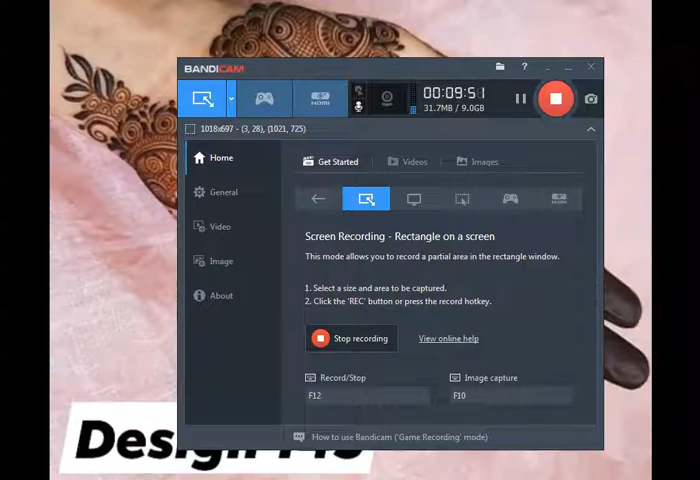 BANDICAM
?
HDMI
00:09:51
31.7MB / 9.0GB
1018x697 - (3, 28), (1021, 725)
Home
General
Video
Image
About
Get Started
Videos
Images
Screen Recording - Rectangle on a screen
This mode allows you to record a partial area in the rectangle window.
1. Select a size and area to be captured.
2. Click the 'REC' button or press the record hotkey.
Stop recording
View online help
Record/Stop
F12
Image capture
F10
How to use Bandicam ('Game Recording' mode)
Design